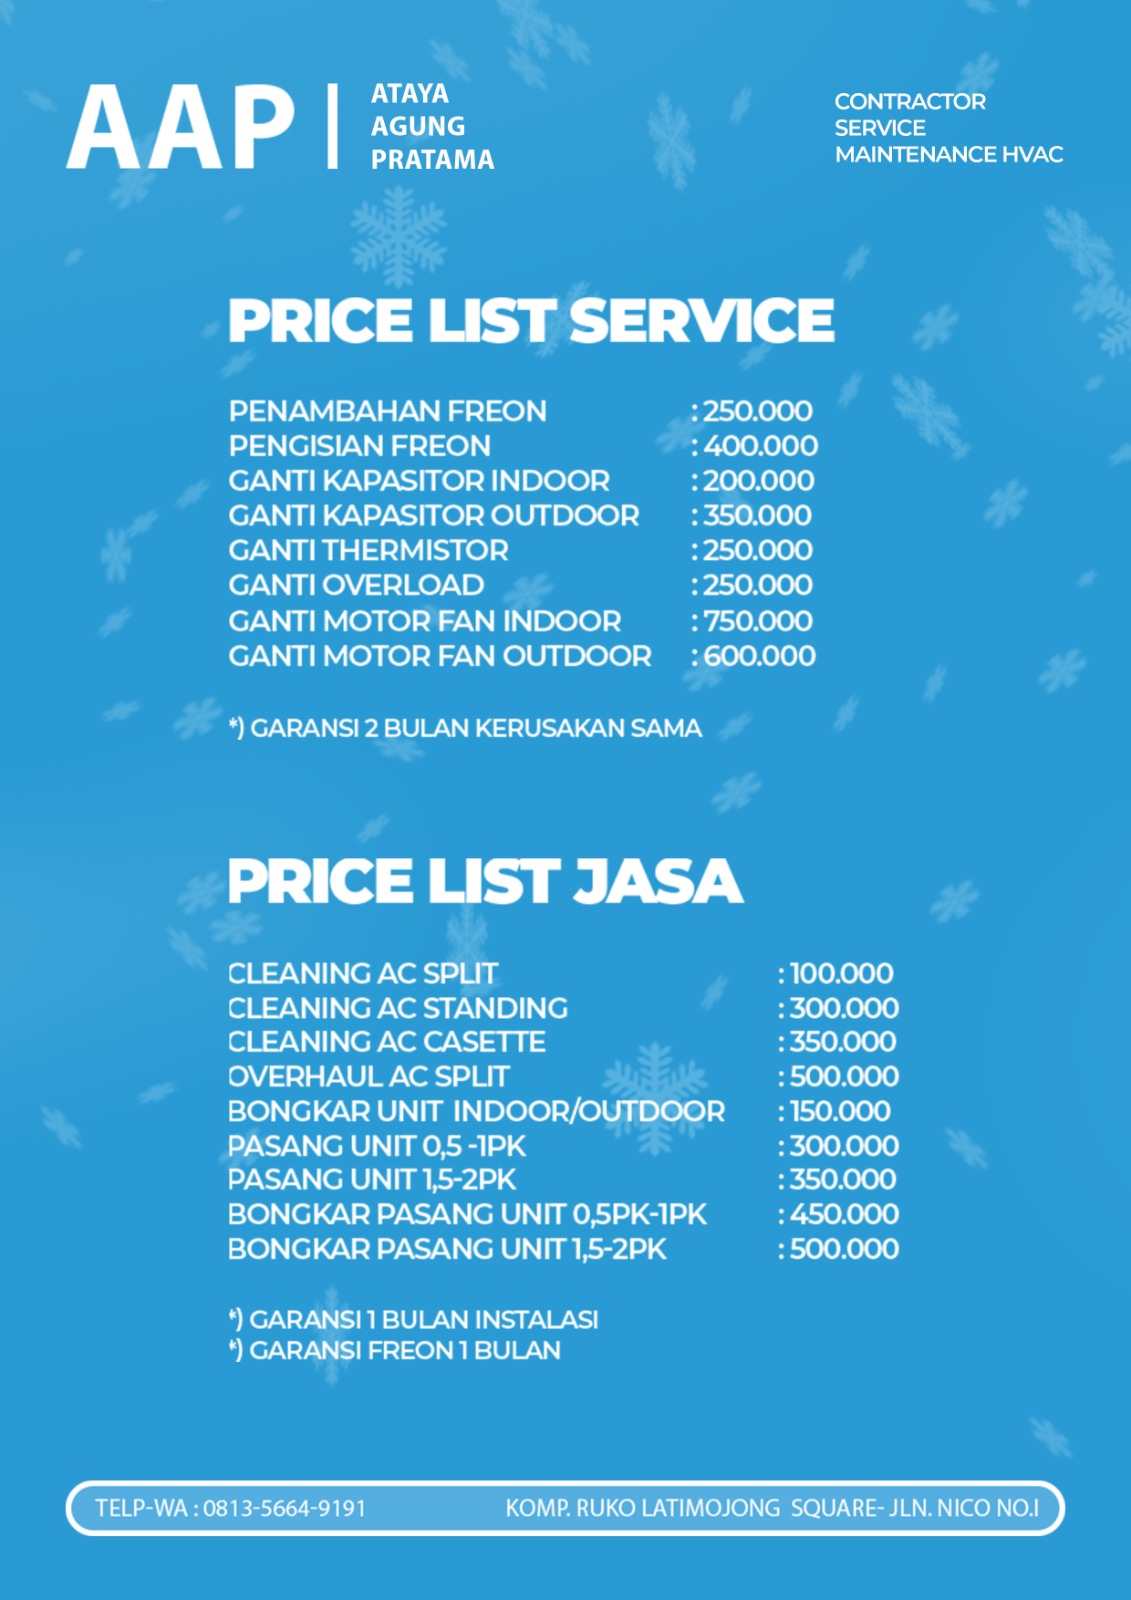 AAP
ATAYA
AGUNG
PRATAMA
CONTRACTOR
SERVICE
MAINTENANCE HVAC
PRICE LIST SERVICE
PENAMBAHAN FREON : 250.000
PENGISIAN FREON : 400.000
GANTI KAPASITOR INDOOR : 200.000
GANTI KAPASITOR OUTDOOR : 350.000
GANTI THERMISTOR : 250.000
GANTI OVERLOAD : 250.000
GANTI MOTOR FAN INDOOR : 750.000
GANTI MOTOR FAN OUTDOOR : 600.000
*) GARANSI 2 BULAN KERUSAKAN SAMA
PRICE LIST JASA
CLEANING AC SPLIT : 100.000
CLEANING AC STANDING : 300.000
CLEANING AC CASETTE : 350.000
OVERHAUL AC SPLIT : 500.000
BONGKAR UNIT INDOOR/OUTDOOR : 150.000
PASANG UNIT 0,5 -1PK : 300.000
PASANG UNIT 1,5-2PK : 350.000
BONGKAR PASANG UNIT 0,5PK-1PK : 450.000
BONGKAR PASANG UNIT 1,5-2PK : 500.000
*) GARANSI 1 BULAN INSTALASI
*) GARANSI FREON 1 BULAN
TELP-WA : 0813-5664-9191 KOMP. RUKO LATIMOJONG SQUARE- JLN. NICO NO.I